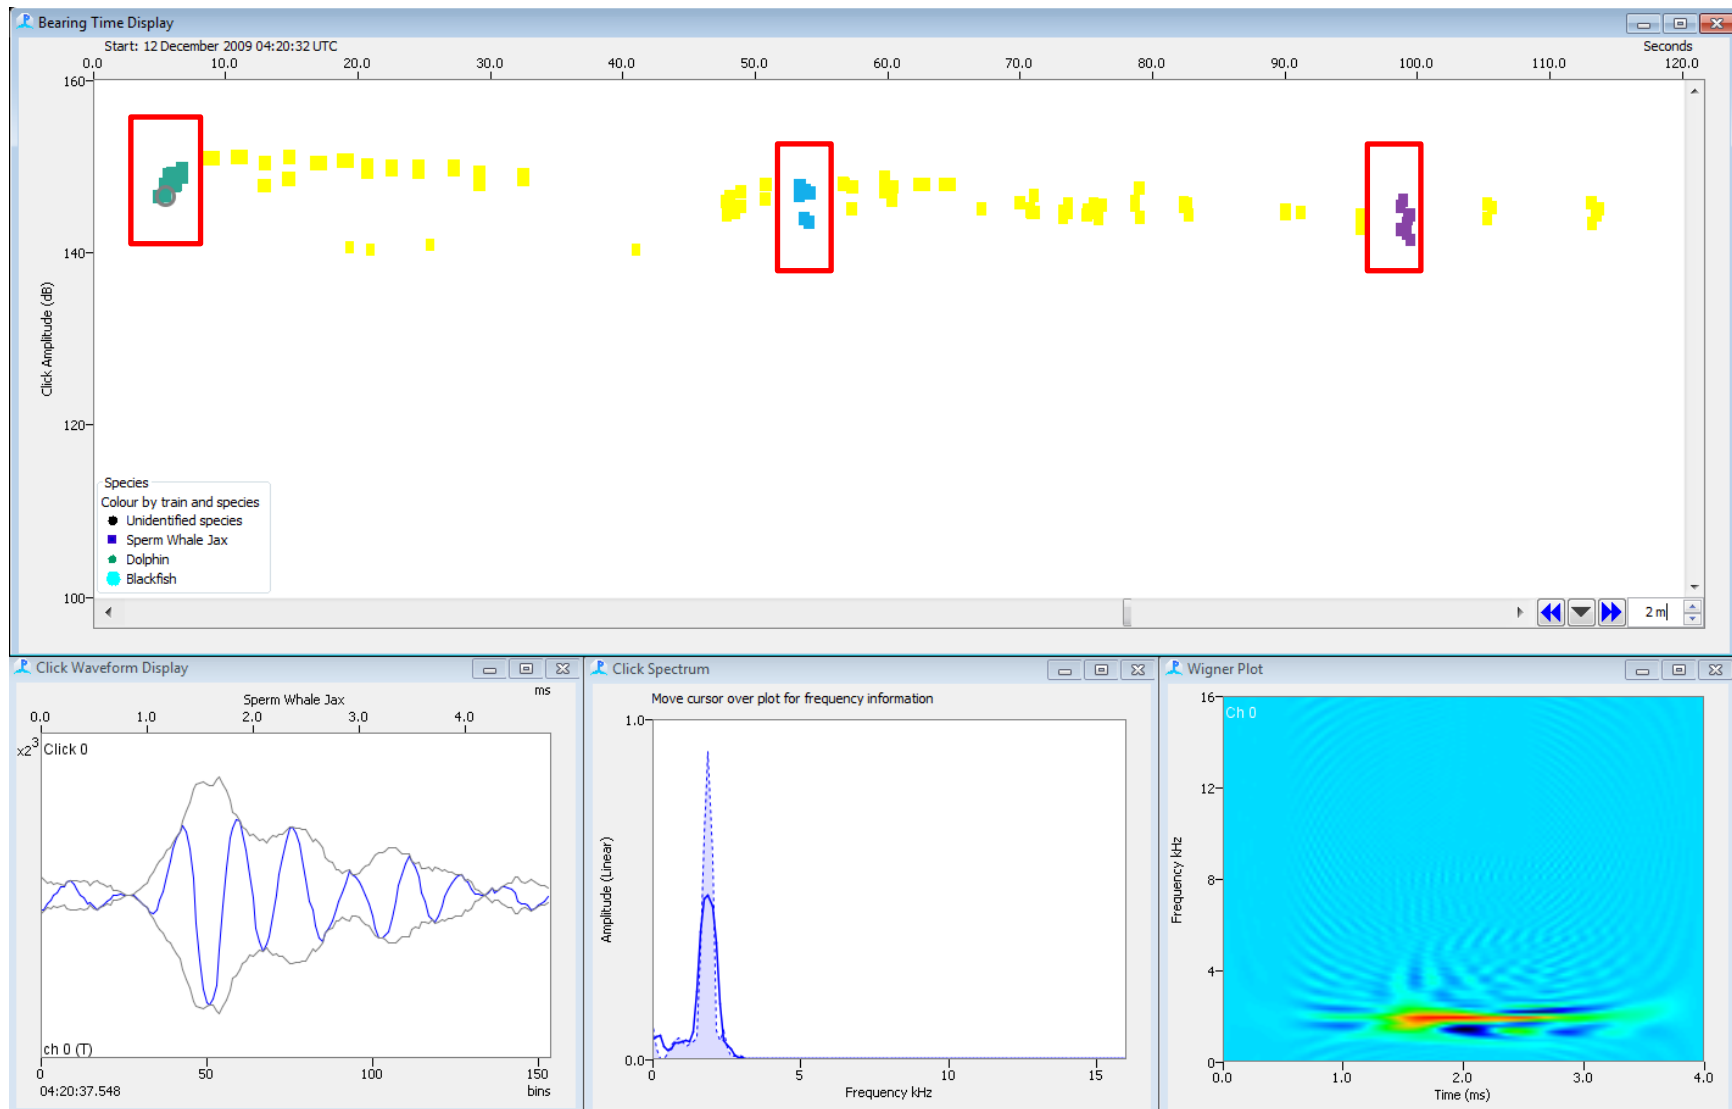 Bearing Time Display
Start: 12 December 2009 04:20:32 UTC
Seconds
0.0 10.0 20.0 30.0 40.0 50.0 60.0 70.0 80.0 90.0 100.0 110.0 120.0
160
140
120
100
Click Amplitude (dB)
Species
Colour by train and species
Unidentified species
Sperm Whale Jax
Dolphin
Blackfish
2 m
Click Waveform Display
ms
Sperm Whale Jax
0.0 1.0 2.0 3.0 4.0
x2³
Click 0
ch 0 (T)
0 50 100 150
04:20:37.548
bins
Click Spectrum
Move cursor over plot for frequency information
1.0
Amplitude (Linear)
0.0
0 5 10 15
Frequency kHz
Wigner Plot
Ch 0
16
12
8
4
0
Frequency kHz
0.0 1.0 2.0 3.0 4.0
Time (ms)